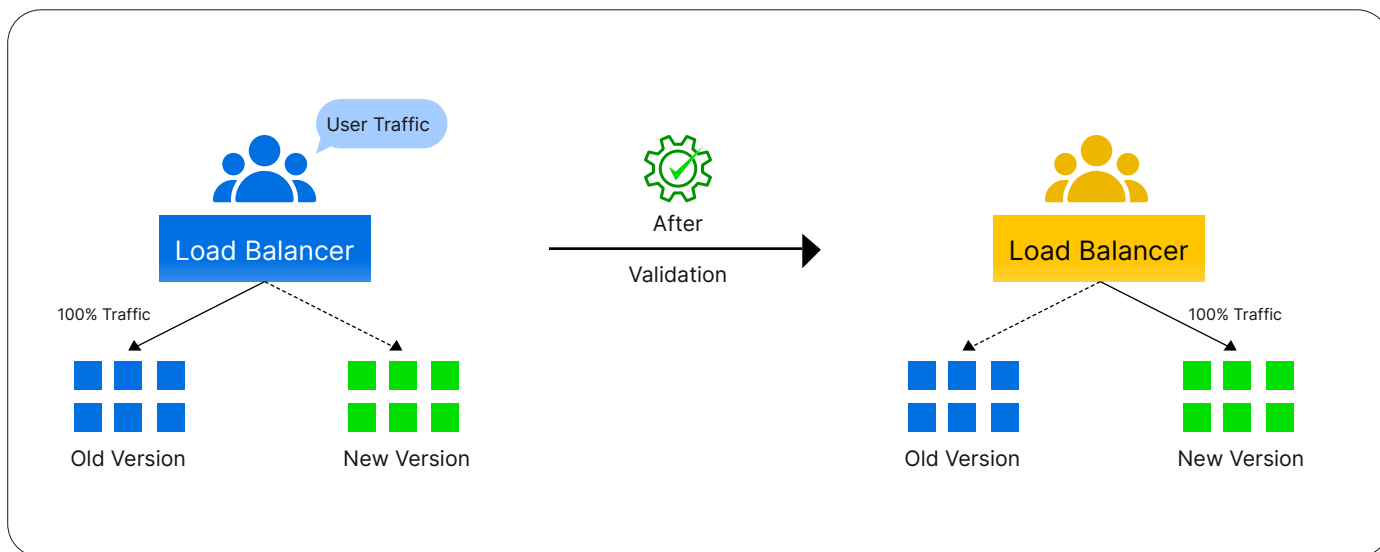 User Traffic
Load Balancer
100% Traffic
Old Version
New Version
After
Validation
Load Balancer
100% Traffic
Old Version
New Version